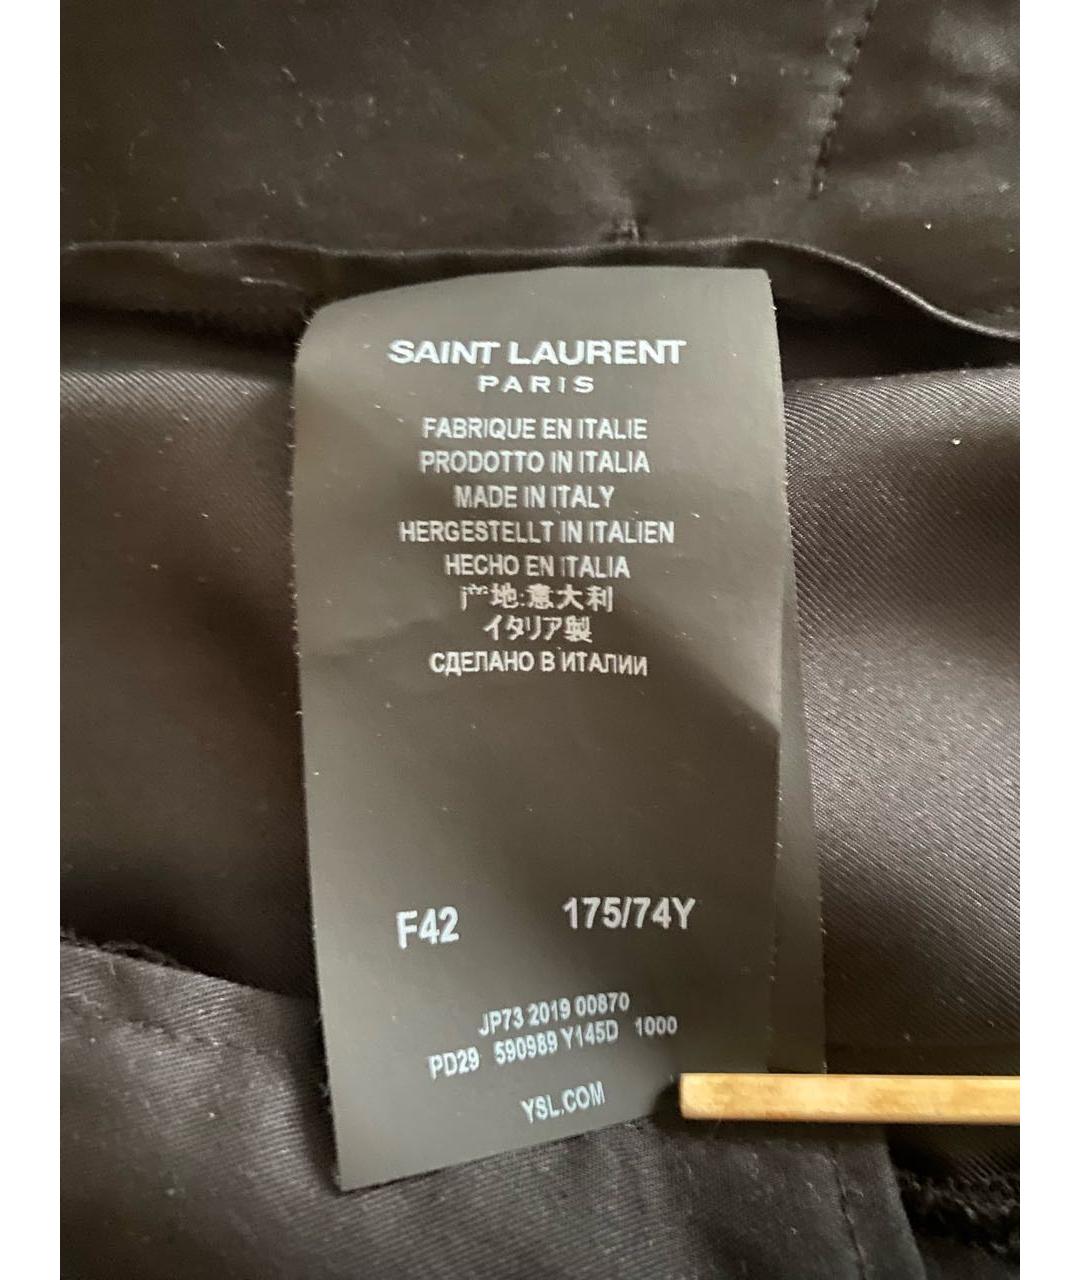 SAINT LAURENT
PARIS
FABRIQUE EN ITALIE
PRODOTTO IN ITALIA
MADE IN ITALY
HERGESTELLT IN ITALIEN
HECHO EN ITALIA
产地:意大利
イタリア製
СДЕЛАНО В ИТАЛИИ
F42 175/74Y
JP73 2019 00870
PD29 590989 Y145D 1000
YSL.COM